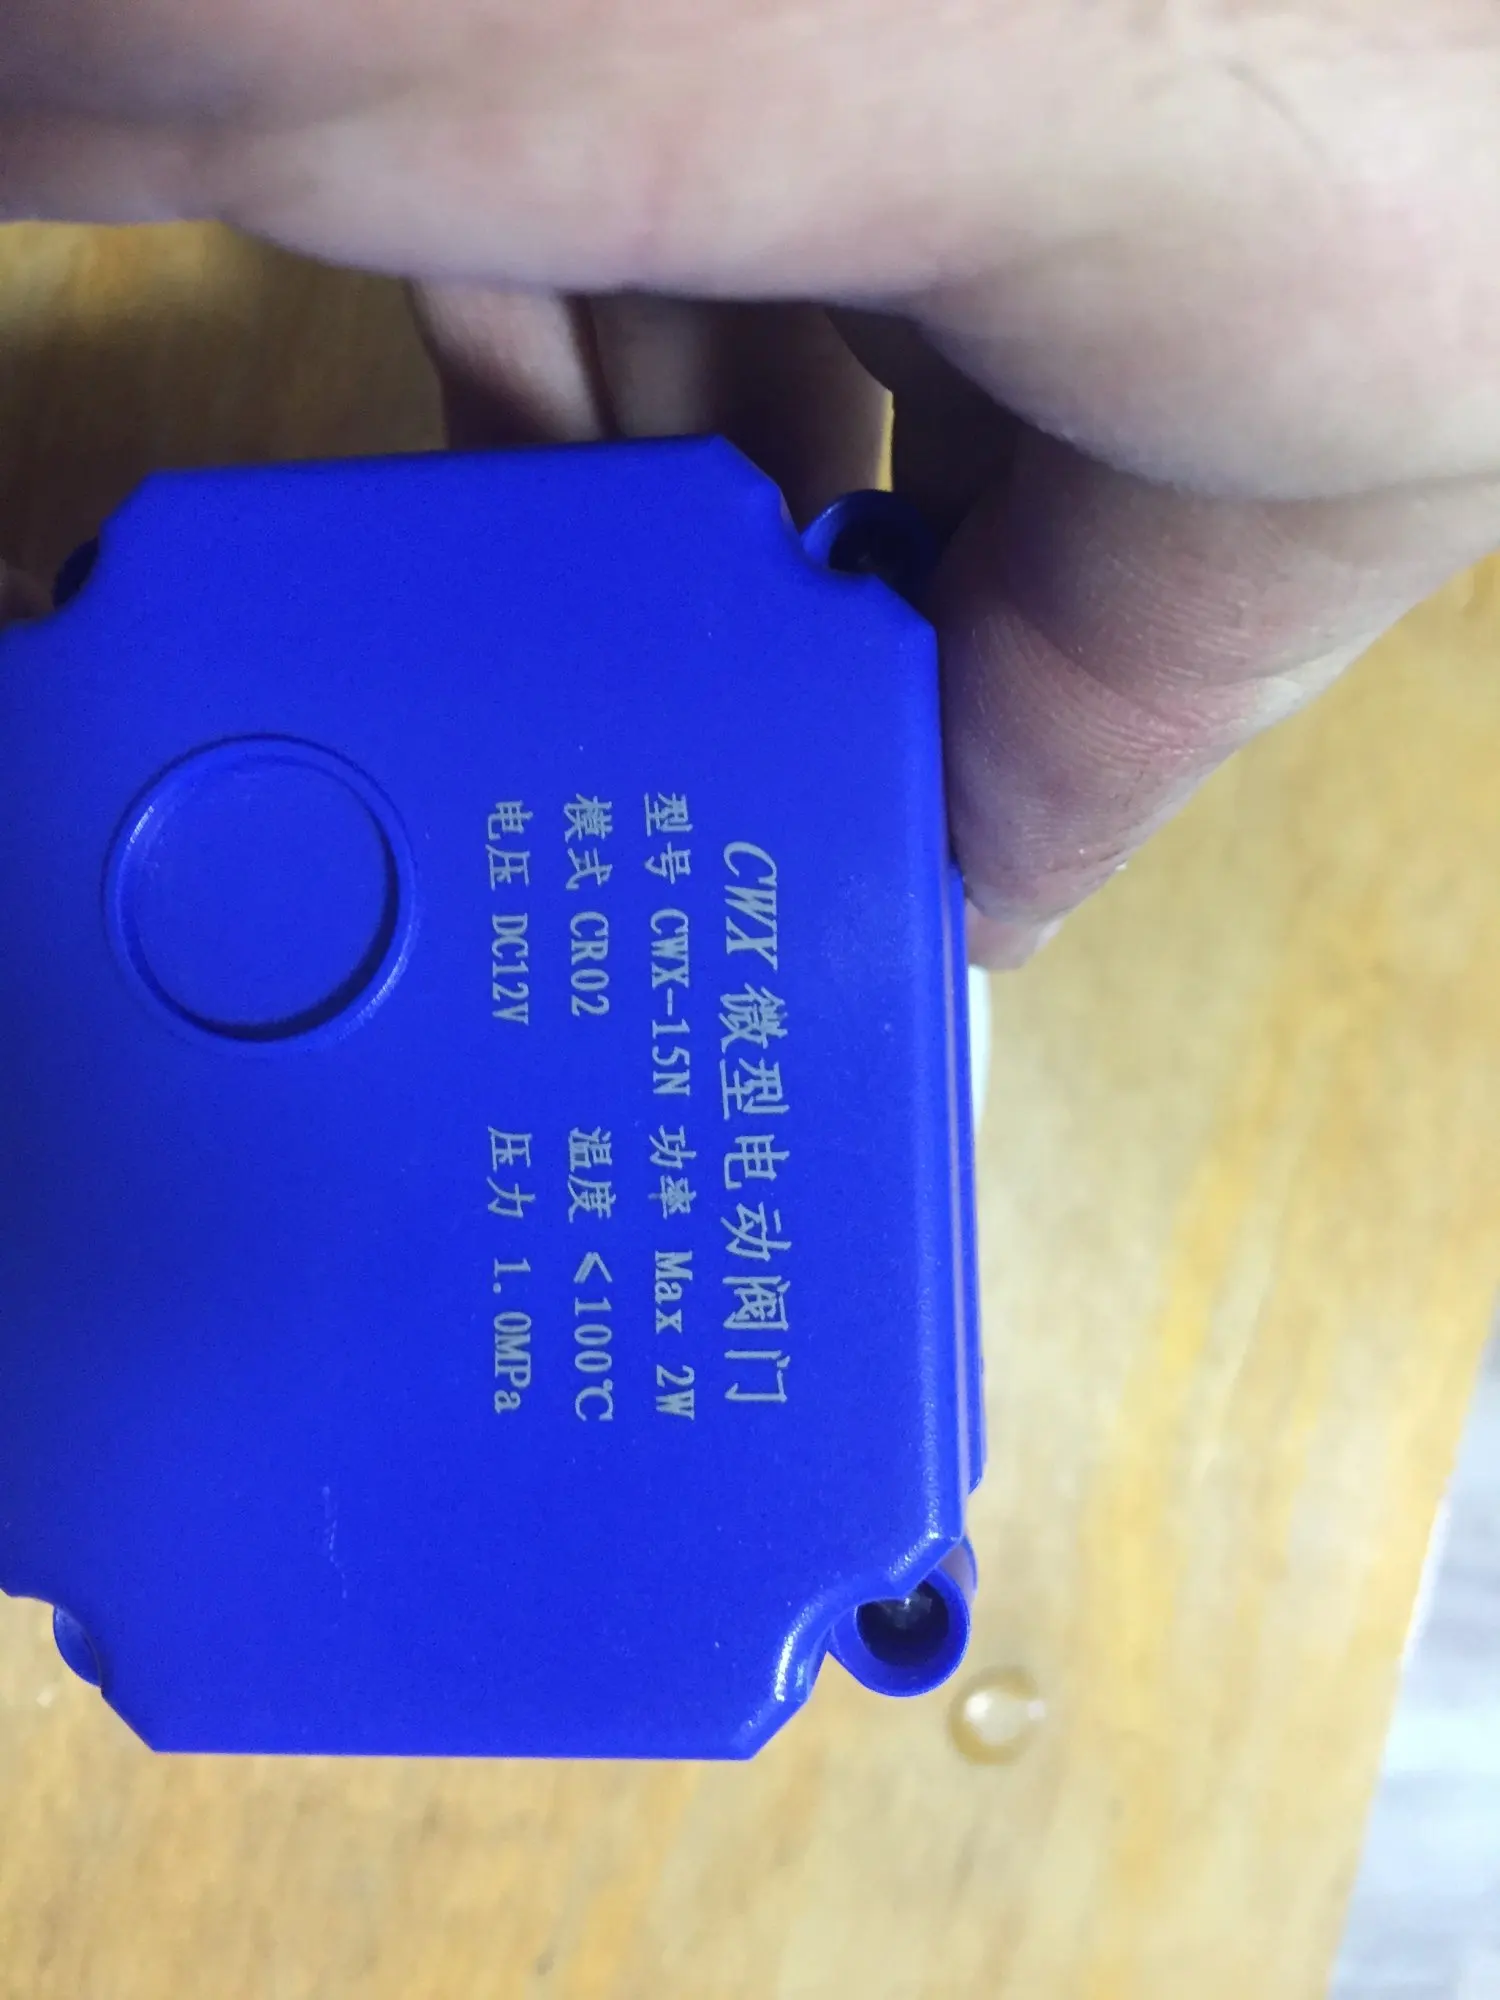 CWX 微型电动阀门
型号 CWX-15N 功率 Max 2W
模式 CR02 温度 <100℃
电压 DC12V 压力 1.0MPa